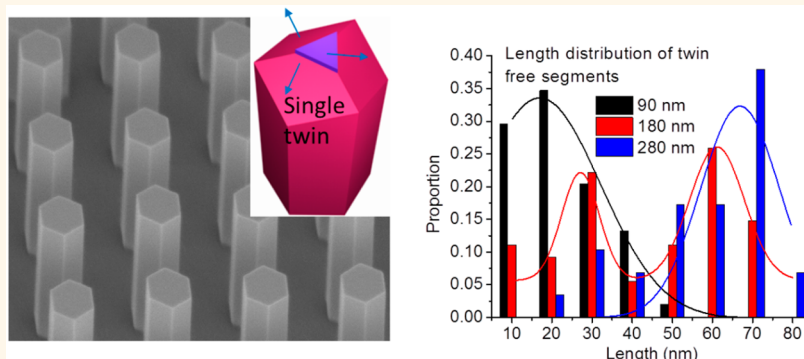 Single
twin
Length distribution of twin
free segments
90 nm
180 nm
280 nm
Proportion
0.40
0.35
0.30
0.25
0.20
0.15
0.10
0.05
0.00
10 20 30 40 50 60 70 80
Length (nm)